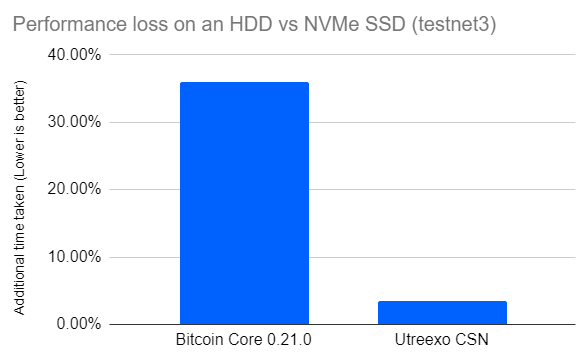 Performance loss on an HDD vs NVMe SSD (testnet3)
Additional time taken (Lower is better)
40.00%
30.00%
20.00%
10.00%
0.00%
Bitcoin Core 0.21.0
Utreexo CSN